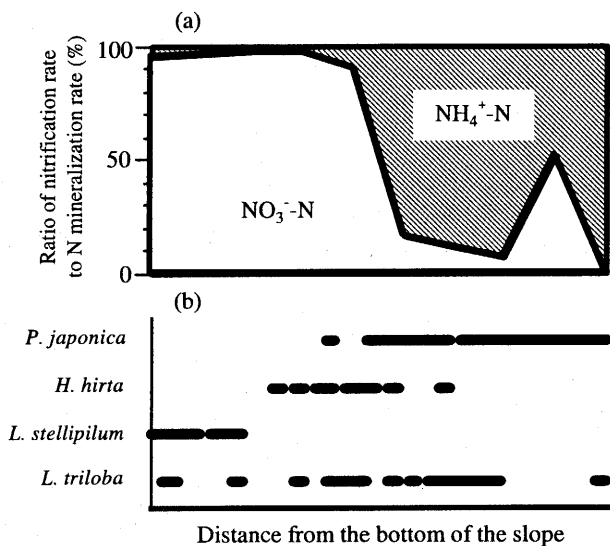 (a)
Ratio of nitrification rate
to N mineralization rate (%)
100
50
0
NH₄⁺-N
NO₃⁻-N
(b)
P. japonica
H. hirta
L. stellipilum
L. triloba
Distance from the bottom of the slope